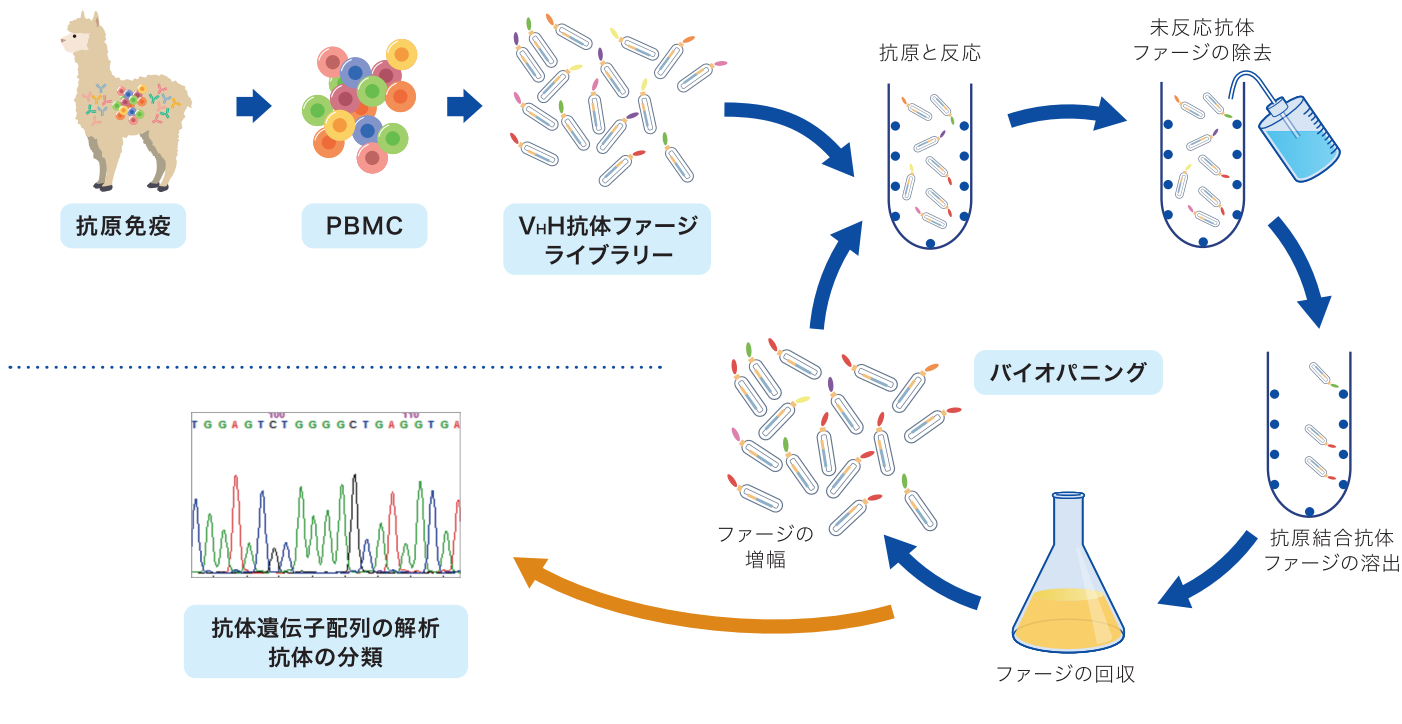 抗原免疫
PBMC
VHH抗体ファージ
ライブラリー
抗原と反応
未反応抗体
ファージの除去
バイオパニング
抗原結合抗体
ファージの溶出
ファージの回収
ファージの
増幅
100 110
TGGAGTCTGGGGCTGAGGTGA
抗体遺伝子配列の解析
抗体の分類